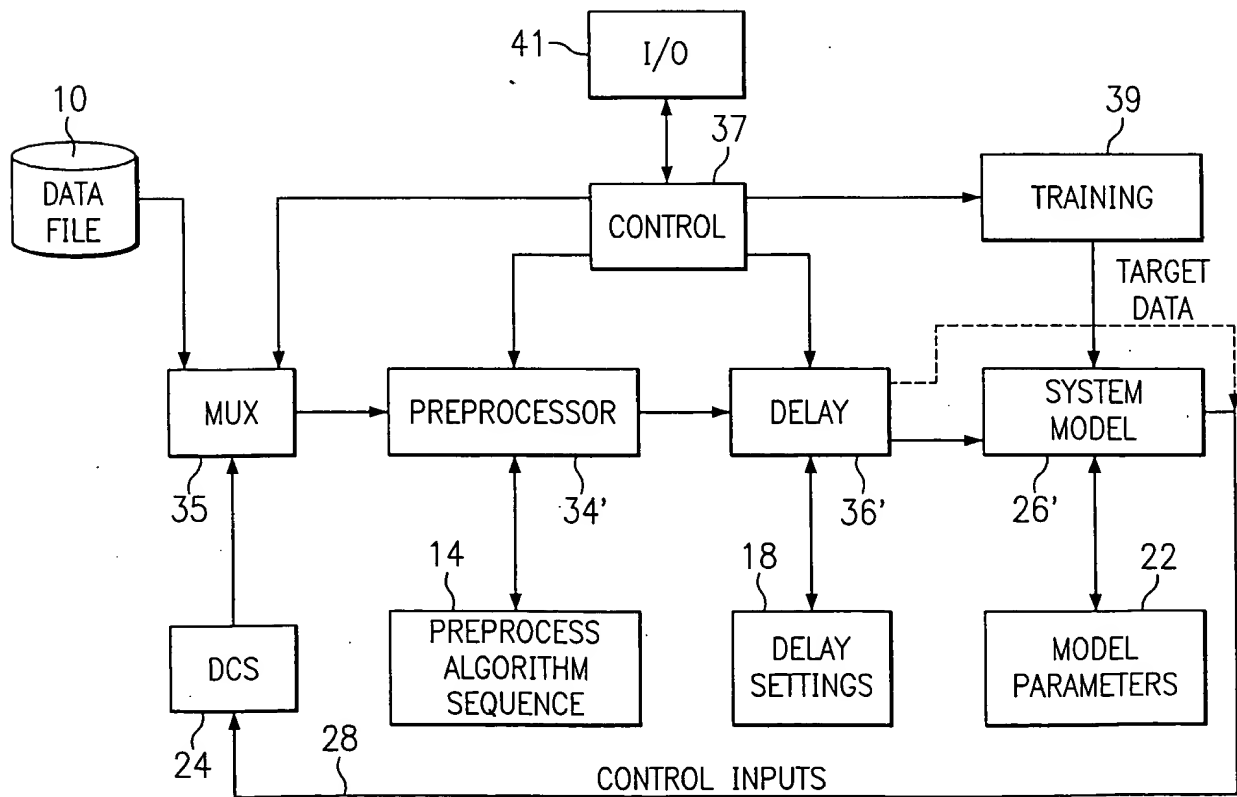 41
I/O
10
37
39
DATA
FILE
CONTROL
TRAINING
TARGET
DATA
MUX
PREPROCESSOR
DELAY
SYSTEM
MODEL
35
34'
36'
26'
14
18
22
DCS
PREPROCESS
ALGORITHM
SEQUENCE
DELAY
SETTINGS
MODEL
PARAMETERS
24
28
CONTROL INPUTS